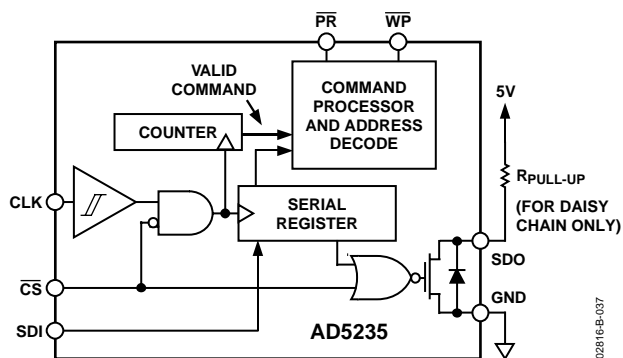 PR
WP
VALID
COMMAND
COMMAND
PROCESSOR
AND ADDRESS
DECODE
5V
COUNTER
RPULL-UP
CLK
SERIAL
REGISTER
(FOR DAISY
CHAIN ONLY)
SDO
CS
GND
SDI
AD5235
02816-B-037